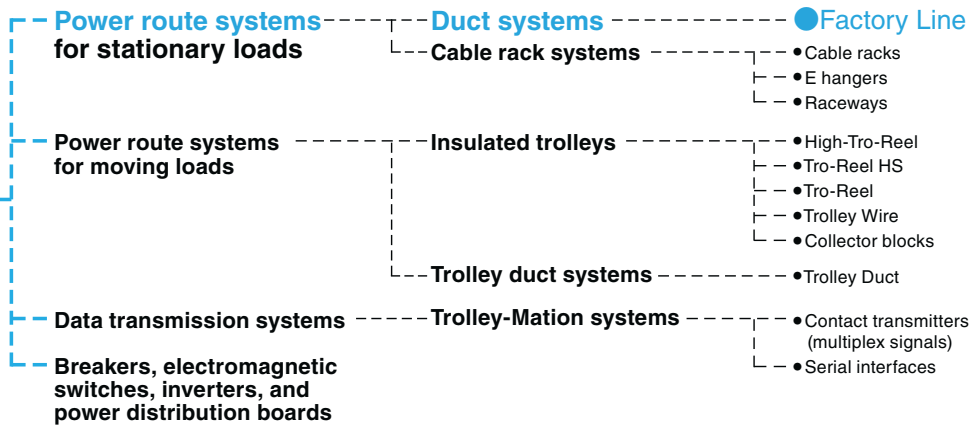 Power route systems
for stationary loads
Duct systems
●Factory Line
Cable rack systems
●Cable racks
●E hangers
●Raceways
Power route systems
for moving loads
Insulated trolleys
●High-Tro-Reel
●Tro-Reel HS
●Tro-Reel
●Trolley Wire
●Collector blocks
Trolley duct systems
●Trolley Duct
Data transmission systems
Trolley-Mation systems
●Contact transmitters
(multiplex signals)
●Serial interfaces
Breakers, electromagnetic
switches, inverters, and
power distribution boards